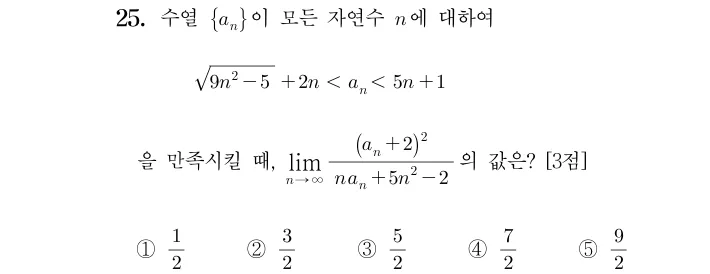 25. 수열 {aₙ}이 모든 자연수 n에 대하여
√(9n²−5) + 2n < aₙ < 5n+1
을 만족시킬 때, lim_{n→∞} (aₙ+2)² / (naₙ+5n²−2) 의 값은? [3점]
① 1/2 ② 3/2 ③ 5/2 ④ 7/2 ⑤ 9/2